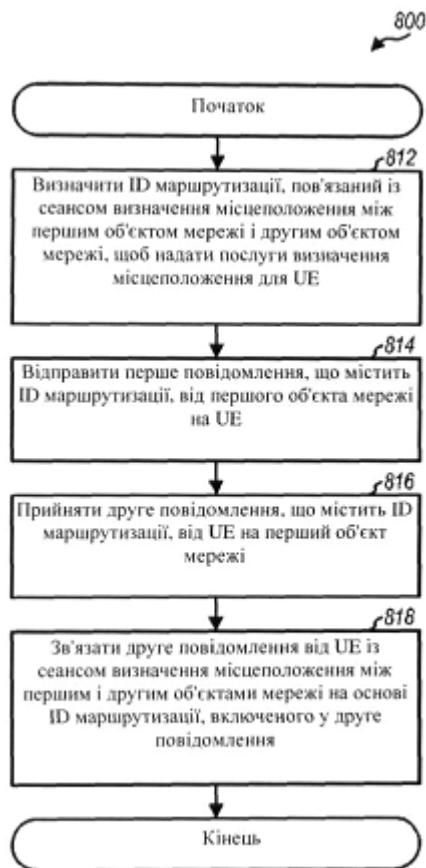 800
Початок
812
Визначити ID маршрутизації, пов'язаний із
сеансом визначення місцеположення між
першим об'єктом мережі і другим об'єктом
мережі, щоб надати послуги визначення
місцеположення для UE
814
Відправити перше повідомлення, що містить
ID маршрутизації, від першого об'єкта мережі
на UE
816
Прийняти друге повідомлення, що містить ID
маршрутизації, від UE на перший об'єкт
мережі
818
Зв'язати друге повідомлення від UE із
сеансом визначення місцеположення між
першим і другим об'єктами мережі на основі
ID маршрутизації, включеного у друге
повідомлення
Кінець